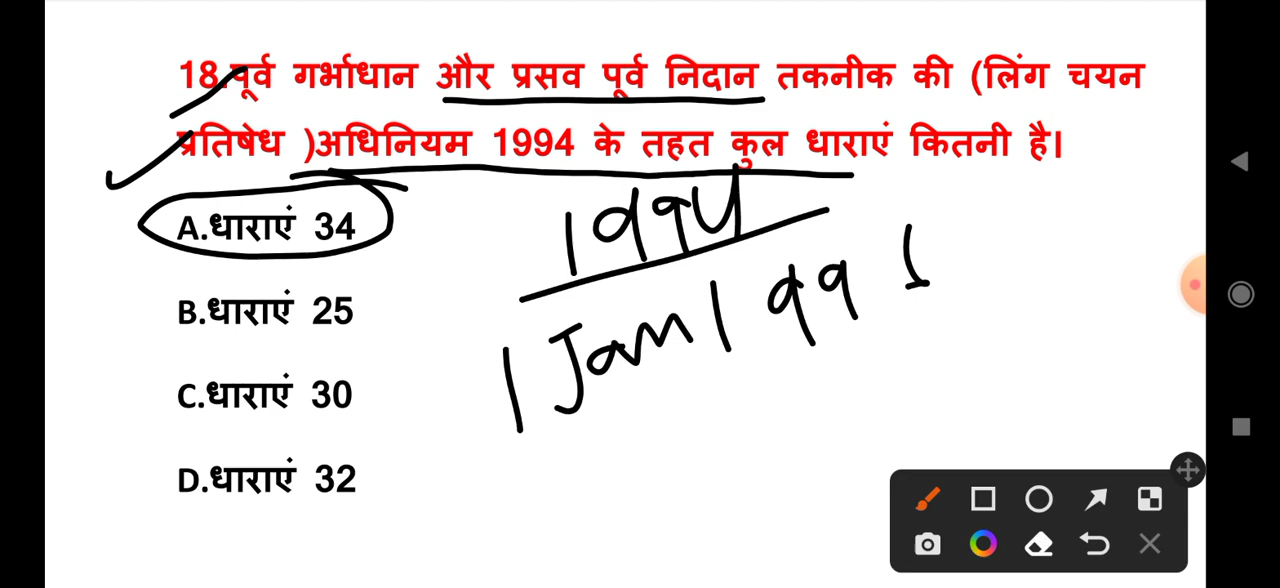 18.पूर्व गर्भाधान और प्रसव पूर्व निदान तकनीक की (लिंग चयन
प्रतिषेध )अधिनियम 1994 के तहत कुल धाराएं कितनी है।
A.धाराएं 34
1994
1 Jan 1991
B.धाराएं 25
C.धाराएं 30
D.धाराएं 32